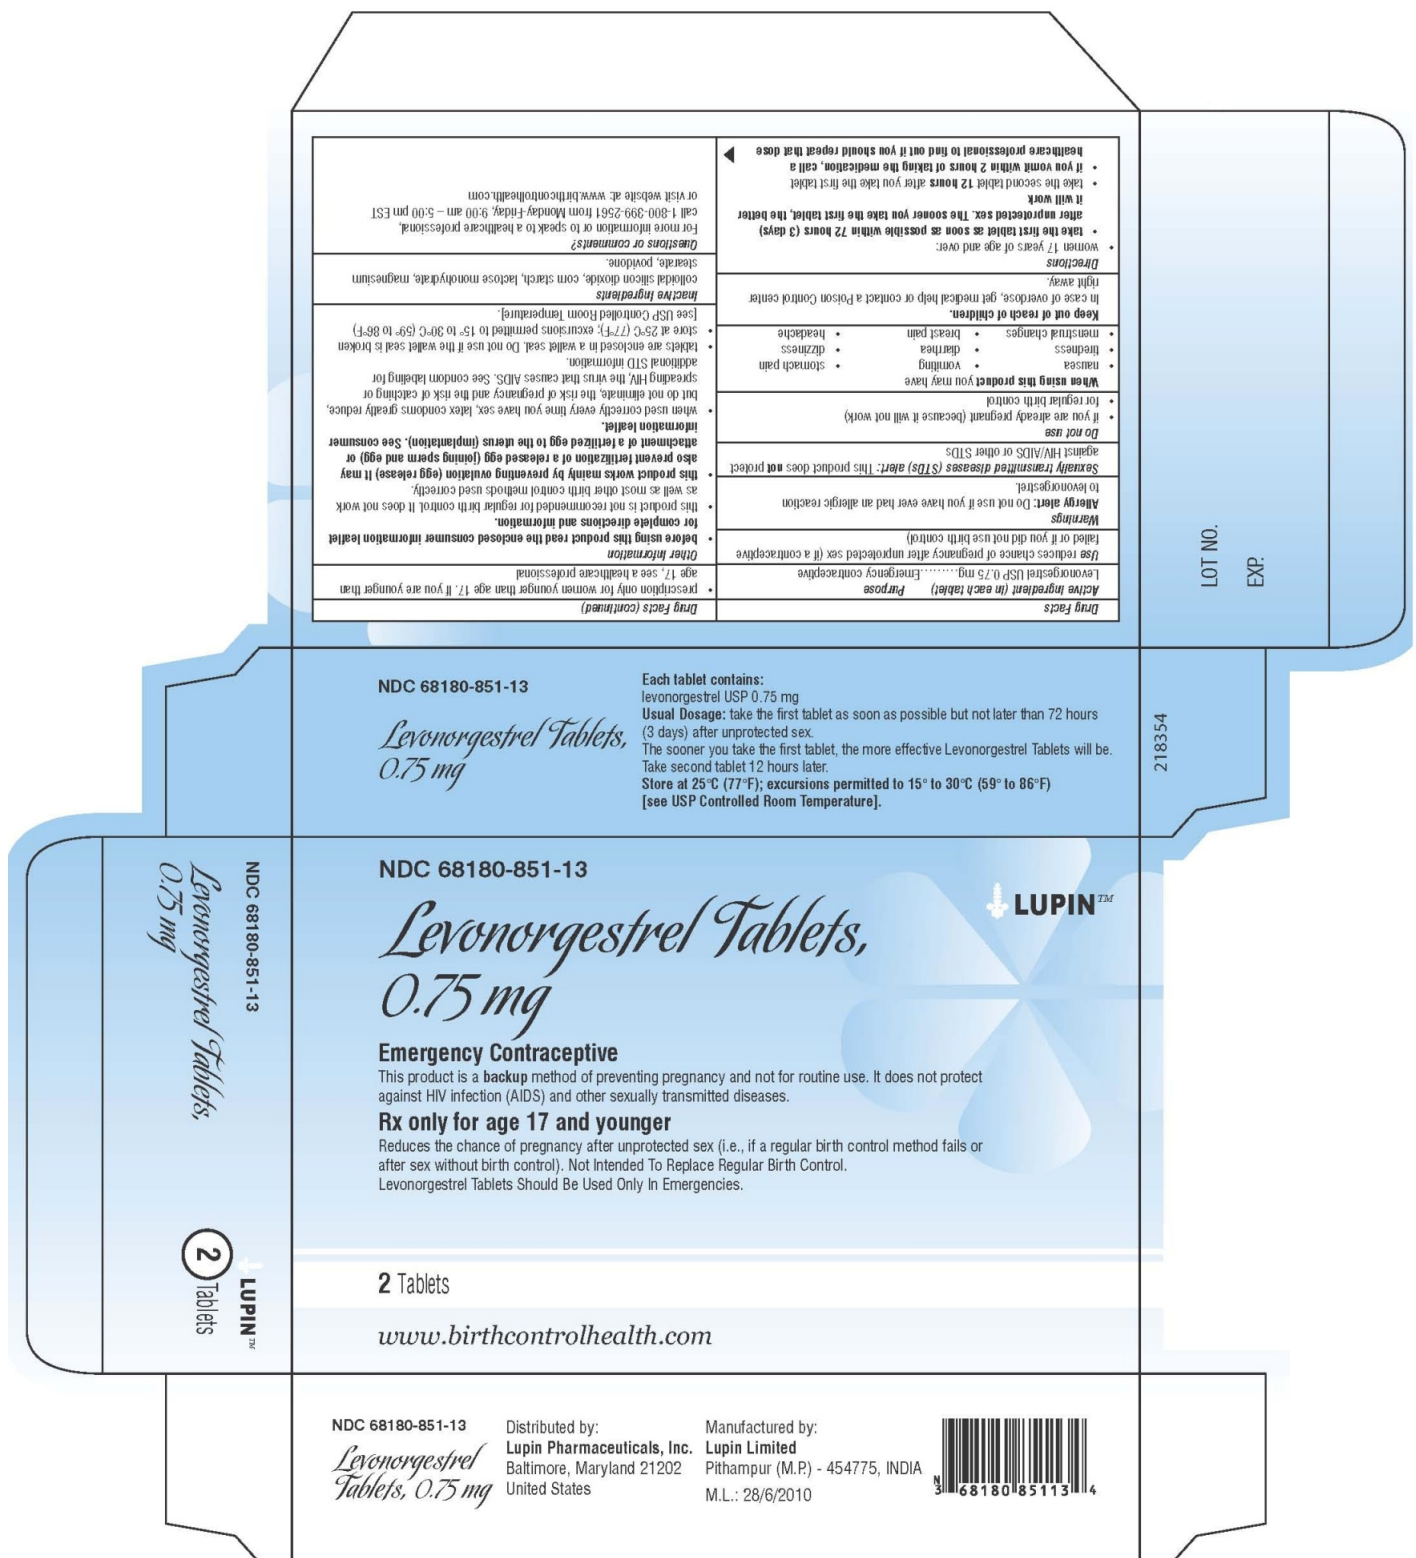 Drug Facts
Active ingredient (in each tablet) Purpose
Levonorgestrel USP 0.75 mg.........Emergency contraceptive
Use reduces chance of pregnancy after unprotected sex (if a contraceptive
failed or if you did not use birth control)
Warnings
Allergy alert: Do not use if you have ever had an allergic reaction
to levonorgestrel.
Sexually transmitted diseases (STDs) alert: This product does not protect
against HIV/AIDS or other STDs
Do not use
• if you are already pregnant (because it will not work)
• for regular birth control
When using this product you may have
• nausea • vomiting • stomach pain
• tiredness • diarrhea • dizziness
• menstrual changes • breast pain • headache
Keep out of reach of children.
In case of overdose, get medical help or contact a Poison Control center
right away.
Directions
• women 17 years of age and over:
• take the first tablet as soon as possible within 72 hours (3 days)
after unprotected sex. The sooner you take the first tablet, the better
it will work
• take the second tablet 12 hours after you take the first tablet
• if you vomit within 2 hours of taking the medication, call a
healthcare professional to find out if you should repeat that dose
Drug Facts (continued)
• prescription only for women younger than age 17. If you are younger than
age 17, see a healthcare professional
Other Information
• before using this product read the enclosed consumer information leaflet
for complete directions and information.
• this product is not recommended for regular birth control. It does not work
as well as most other birth control methods used correctly.
• this product works mainly by preventing ovulation (egg release) It may
also prevent fertilization of a released egg (joining sperm and egg) or
attachment of a fertilized egg to the uterus (implantation). See consumer
information leaflet.
• when used correctly every time you have sex, latex condoms greatly reduce,
but do not eliminate, the risk of pregnancy and the risk of catching or
spreading HIV, the virus that causes AIDS. See condom labeling for
additional STD information.
• tablets are enclosed in a wallet seal. Do not use if the wallet seal is broken
• store at 25°C (77°F); excursions permitted to 15° to 30°C (59° to 86°F)
[see USP Controlled Room Temperature].
Inactive Ingredients
colloidal silicon dioxide, corn starch, lactose monohydrate, magnesium
stearate, povidone.
Questions or comments?
For more information or to speak to a healthcare professional,
call 1-800-399-2561 from Monday-Friday, 9:00 am – 5:00 pm EST
or visit website at: www.birthcontrolhealth.com
LOT NO.
EXP.
NDC 68180-851-13
Levonorgestrel Tablets,
0.75 mg
Each tablet contains:
levonorgestrel USP 0.75 mg
Usual Dosage: take the first tablet as soon as possible but not later than 72 hours
(3 days) after unprotected sex.
The sooner you take the first tablet, the more effective Levonorgestrel Tablets will be.
Take second tablet 12 hours later.
Store at 25°C (77°F); excursions permitted to 15° to 30°C (59° to 86°F)
[see USP Controlled Room Temperature].
218354
NDC 68180-851-13
Levonorgestrel Tablets,
0.75 mg
2 Tablets
LUPIN™
NDC 68180-851-13
LUPIN™
Levonorgestrel Tablets,
0.75 mg
Emergency Contraceptive
This product is a backup method of preventing pregnancy and not for routine use. It does not protect
against HIV infection (AIDS) and other sexually transmitted diseases.
Rx only for age 17 and younger
Reduces the chance of pregnancy after unprotected sex (i.e., if a regular birth control method fails or
after sex without birth control). Not Intended To Replace Regular Birth Control.
Levonorgestrel Tablets Should Be Used Only In Emergencies.
2 Tablets
www.birthcontrolhealth.com
NDC 68180-851-13
Levonorgestrel
Tablets, 0.75 mg
Distributed by:
Lupin Pharmaceuticals, Inc.
Baltimore, Maryland 21202
United States
Manufactured by:
Lupin Limited
Pithampur (M.P.) - 454775, INDIA
M.L.: 28/6/2010
N
3 68180 85113 4